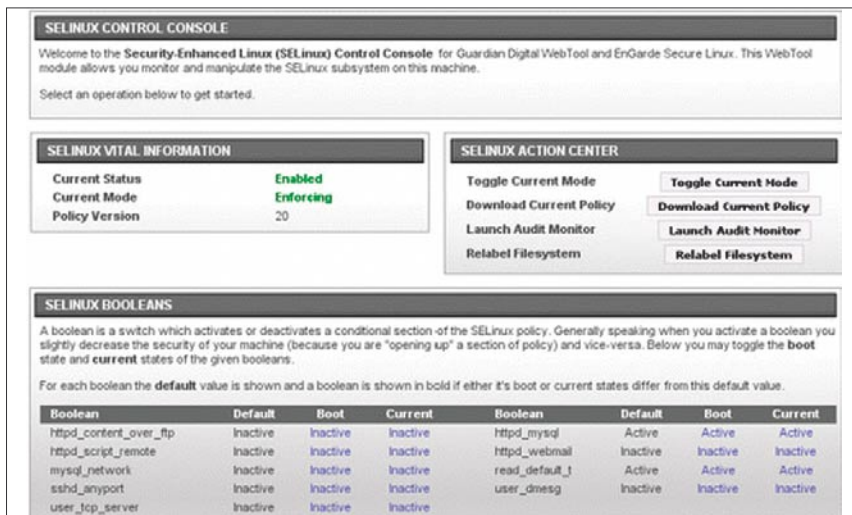 SELINUX CONTROL CONSOLE
Welcome to the Security-Enhanced Linux (SELinux) Control Console for Guardian Digital WebTool and EnGarde Secure Linux. This WebTool
module allows you monitor and manipulate the SELinux subsystem on this machine.
Select an operation below to get started.
SELINUX VITAL INFORMATION
Current Status Enabled
Current Mode Enforcing
Policy Version 20
SELINUX ACTION CENTER
Toggle Current Mode Toggle Current Mode
Download Current Policy Download Current Policy
Launch Audit Monitor Launch Audit Monitor
Relabel Filesystem Relabel Filesystem
SELINUX BOOLEANS
A boolean is a switch which activates or deactivates a conditional section of the SELinux policy. Generally speaking when you activate a boolean you
slightly decrease the security of your machine (because you are "opening up" a section of policy) and vice-versa. Below you may toggle the boot
state and current states of the given booleans.
For each boolean the default value is shown and a boolean is shown in bold if either it's boot or current states differ from this default value.
Boolean Default Boot Current Boolean Default Boot Current
httpd_content_over_ftp Inactive Inactive Inactive httpd_mysql Active Active Active
httpd_script_remote Inactive Inactive Inactive httpd_webmail Inactive Inactive Inactive
mysql_network Inactive Inactive Inactive read_default_t Active Active Active
sshd_anyport Inactive Inactive Inactive user_dmesg Inactive Inactive Inactive
user_tcp_server Inactive Inactive Inactive